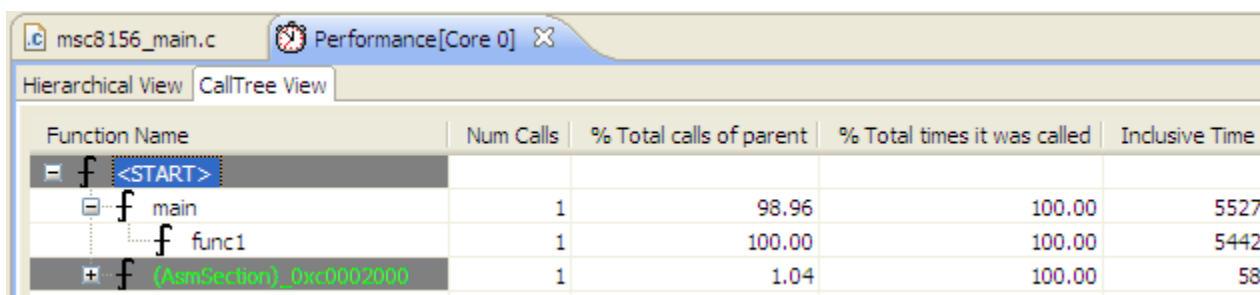 msc8156_main.c Performance[Core 0]
Hierarchical View CallTree View
Function Name Num Calls % Total calls of parent % Total times it was called Inclusive Time
<START>
main 1 98.96 100.00 5527
func1 1 100.00 100.00 5442
(AsmSection)_0xc0002000 1 1.04 100.00 58